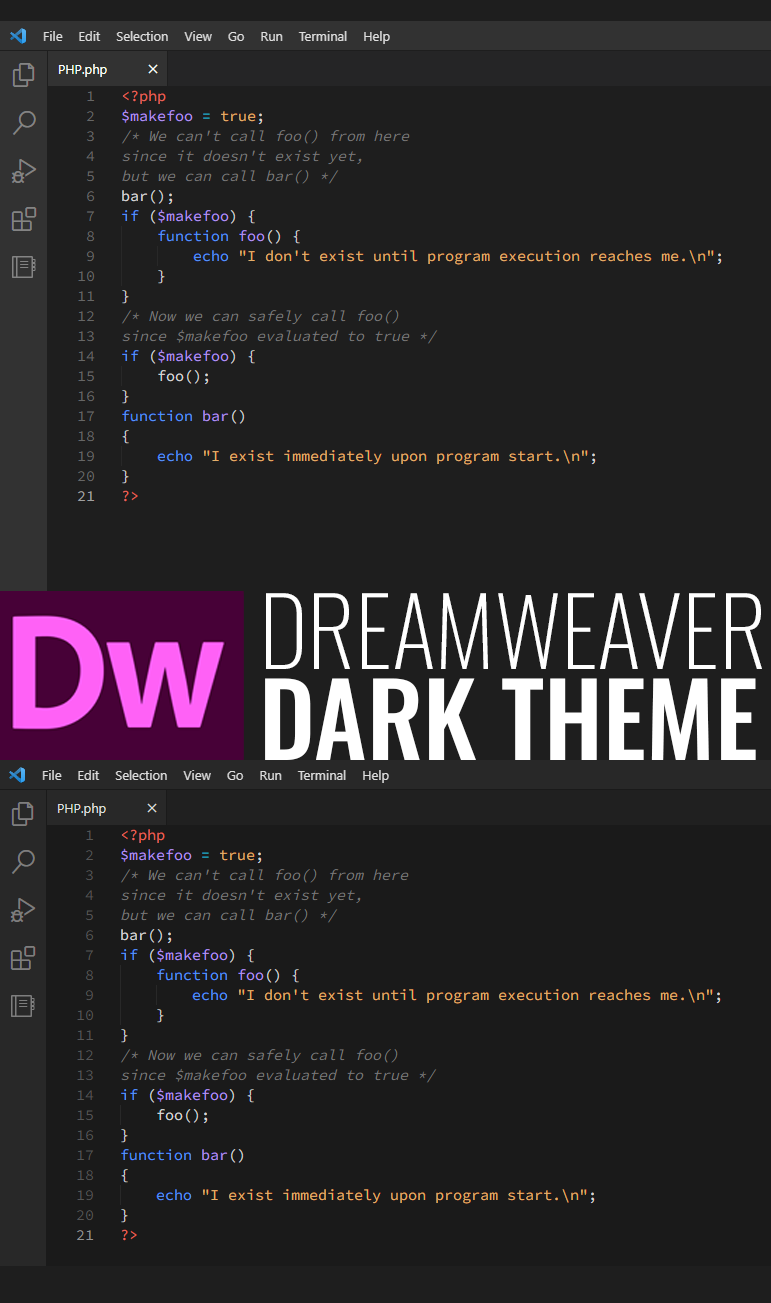 File Edit Selection View Go Run Terminal Help
PHP.php ×
1 <?php
2 $makefoo = true;
3 /* We can't call foo() from here
4 since it doesn't exist yet,
5 but we can call bar() */
6 bar();
7 if ($makefoo) {
8     function foo() {
9         echo "I don't exist until program execution reaches me.\n";
10     }
11 }
12 /* Now we can safely call foo()
13 since $makefoo evaluated to true */
14 if ($makefoo) {
15     foo();
16 }
17 function bar()
18 {
19     echo "I exist immediately upon program start.\n";
20 }
21 ?>
Dw
DREAMWEAVER
DARK THEME
File Edit Selection View Go Run Terminal Help
PHP.php ×
1 <?php
2 $makefoo = true;
3 /* We can't call foo() from here
4 since it doesn't exist yet,
5 but we can call bar() */
6 bar();
7 if ($makefoo) {
8     function foo() {
9         echo "I don't exist until program execution reaches me.\n";
10     }
11 }
12 /* Now we can safely call foo()
13 since $makefoo evaluated to true */
14 if ($makefoo) {
15     foo();
16 }
17 function bar()
18 {
19     echo "I exist immediately upon program start.\n";
20 }
21 ?>